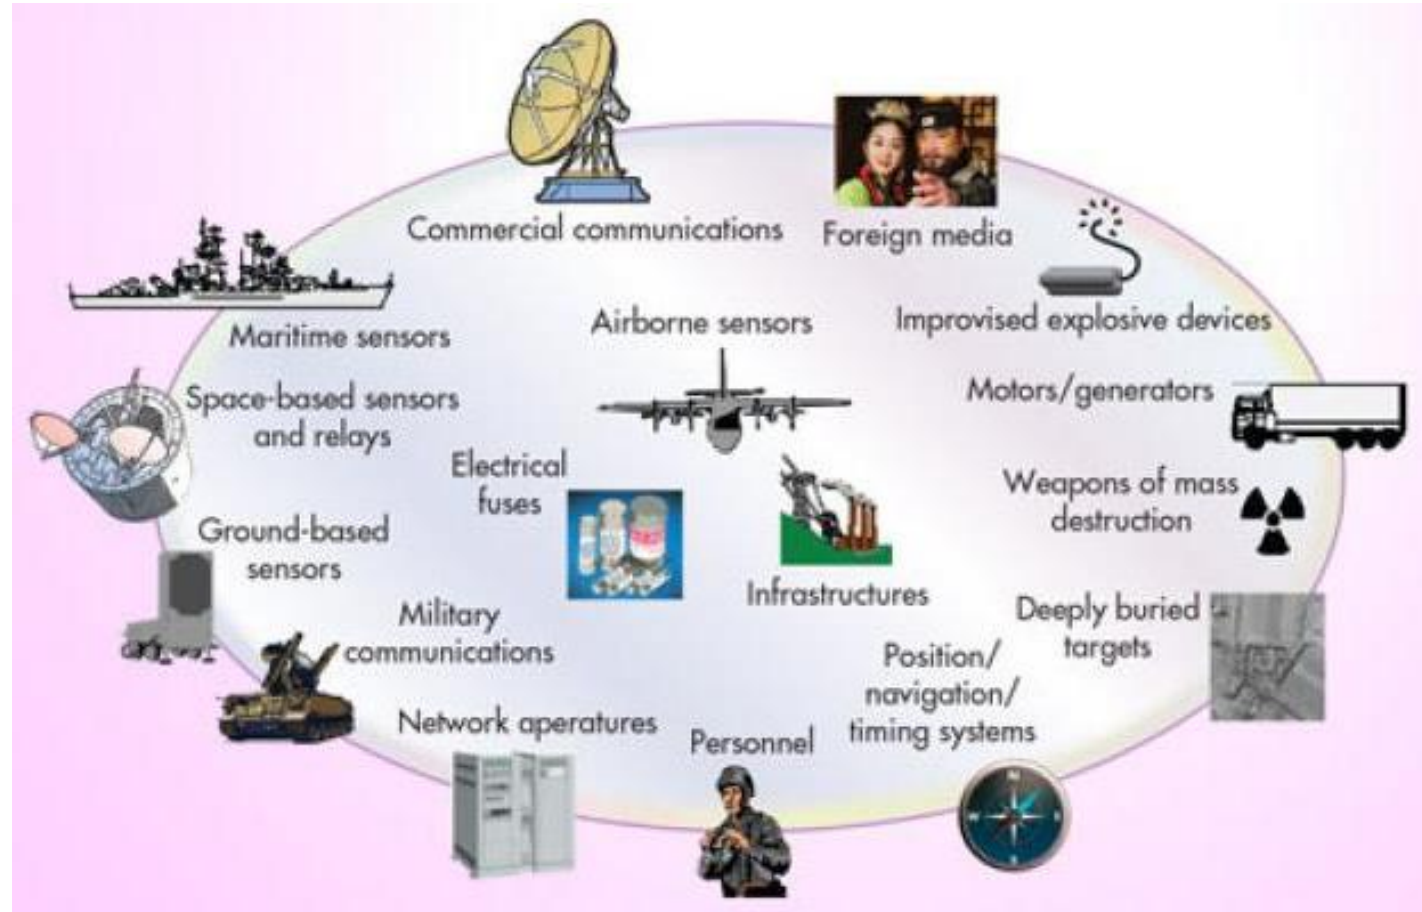 Commercial communications
Foreign media
Maritime sensors
Airborne sensors
Improvised explosive devices
Space-based sensors
and relays
Motors/generators
Electrical
fuses
Weapons of mass
destruction
Ground-based
sensors
Infrastructures
Deeply buried
targets
Military
communications
Position/
navigation/
timing systems
Network aperatures
Personnel